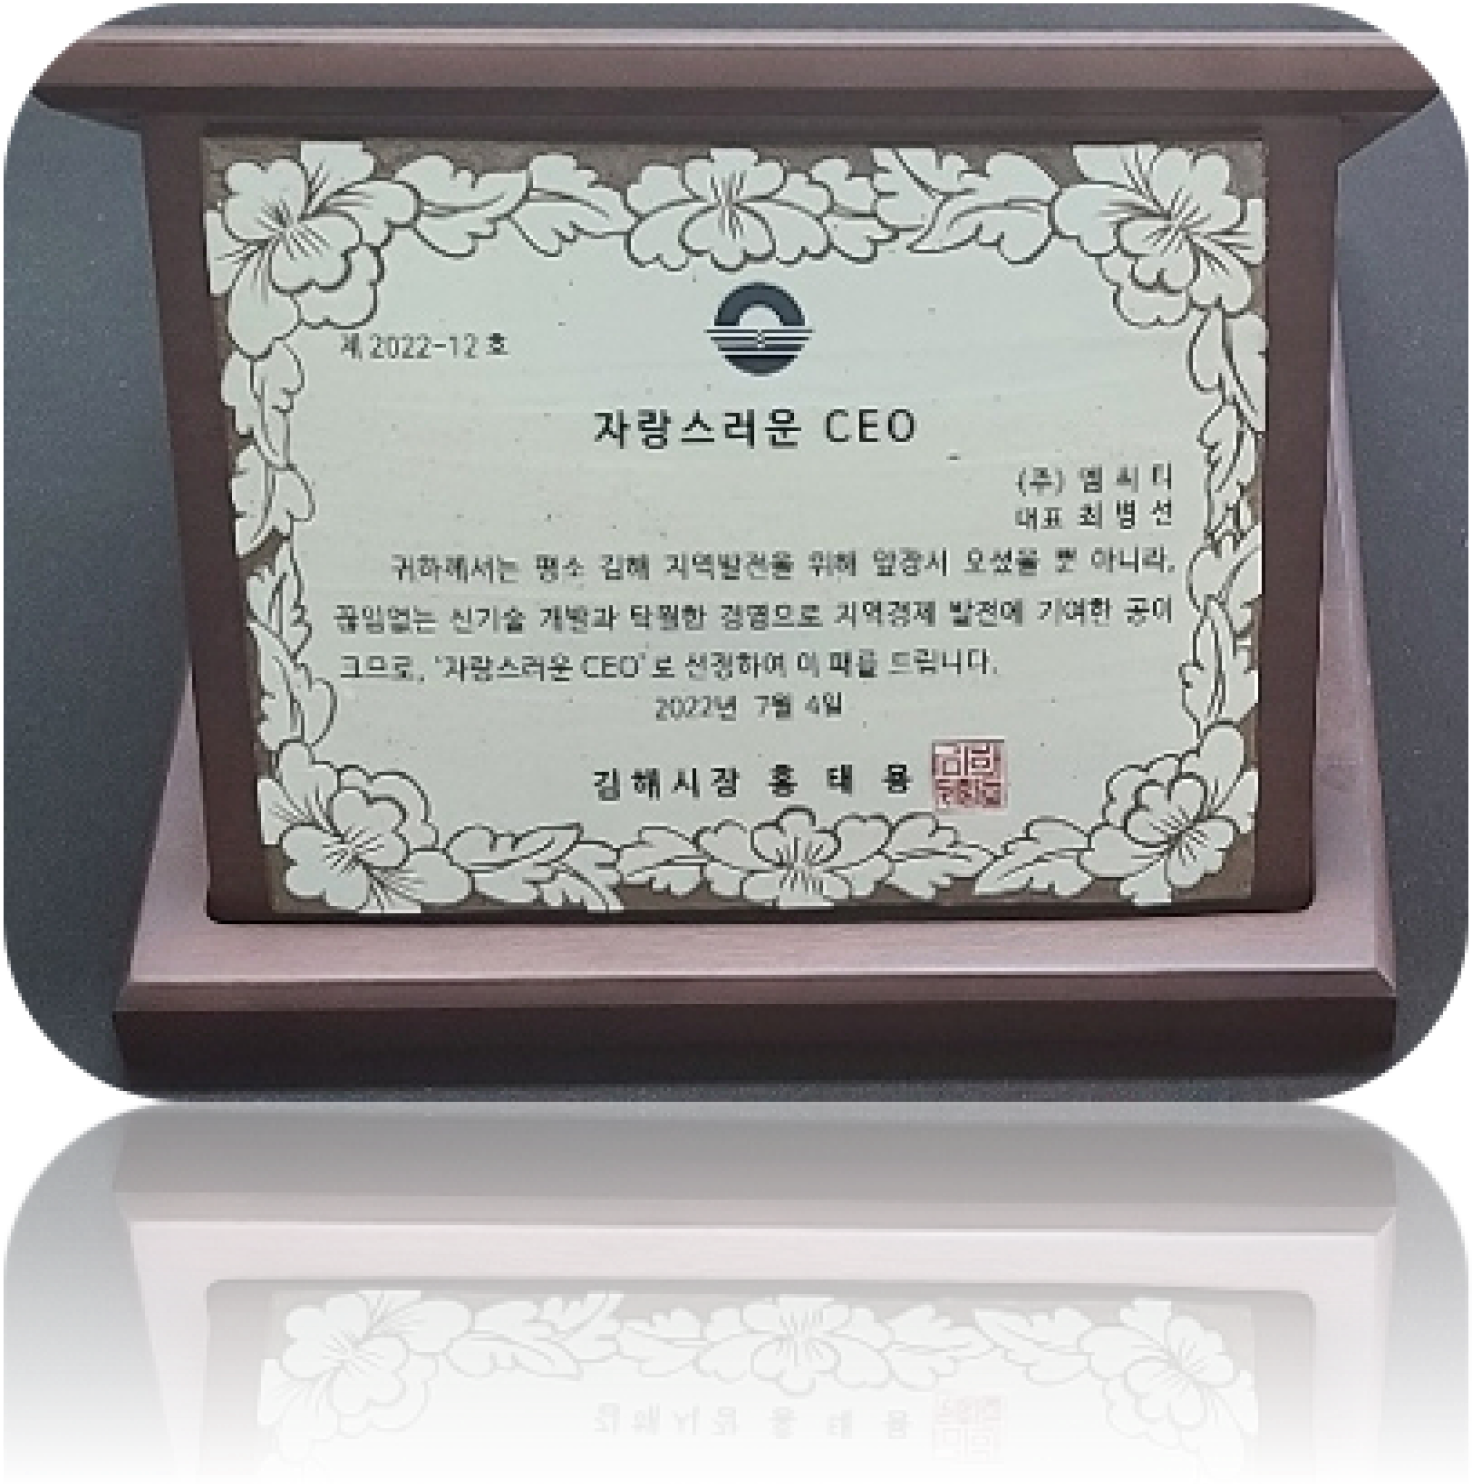 제 2022-12 호
자랑스러운 CEO
(주) 엠 씨 티
대표 최 병 선
귀하께서는 평소 김해 지역발전을 위해 앞장서 오셨을 뿐 아니라,
끊임없는 신기술 개발과 탁월한 경영으로 지역경제 발전에 기여한 공이
크므로, '자랑스러운 CEO'로 선정하여 이 패를 드립니다.
2022년 7월 4일
김해시장 홍 태 용